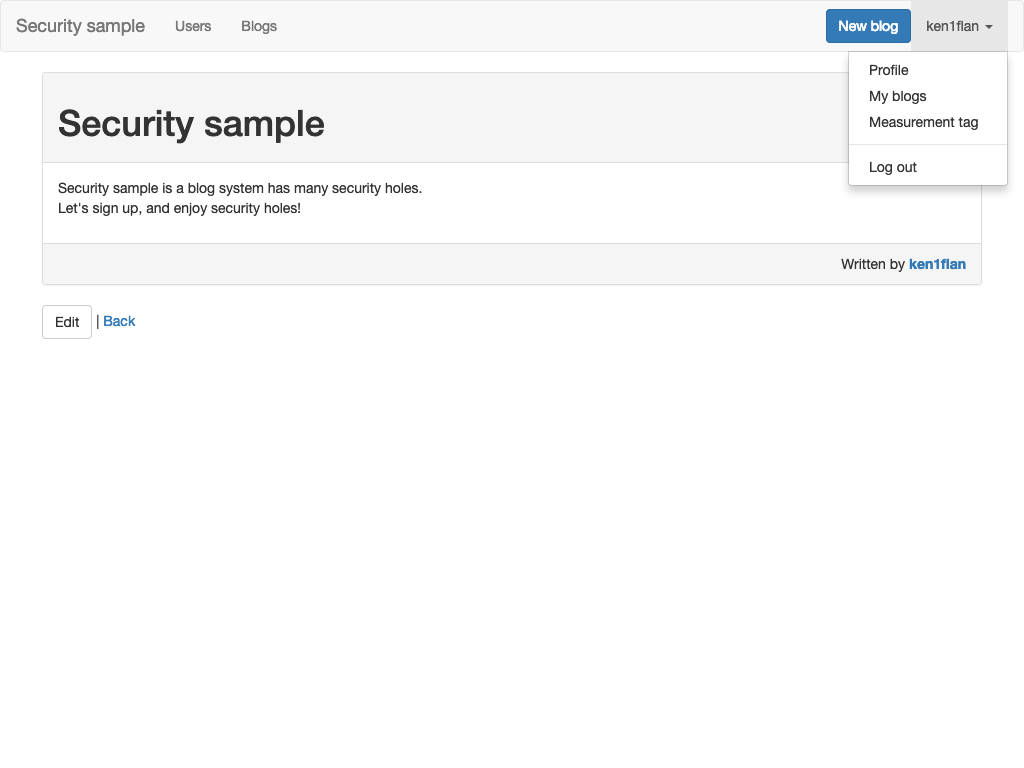 Security sample Users Blogs New blog ken1flan
Profile
My blogs
Measurement tag
Log out
Security sample
Security sample is a blog system has many security holes.
Let's sign up, and enjoy security holes!
Written by ken1flan
Edit | Back